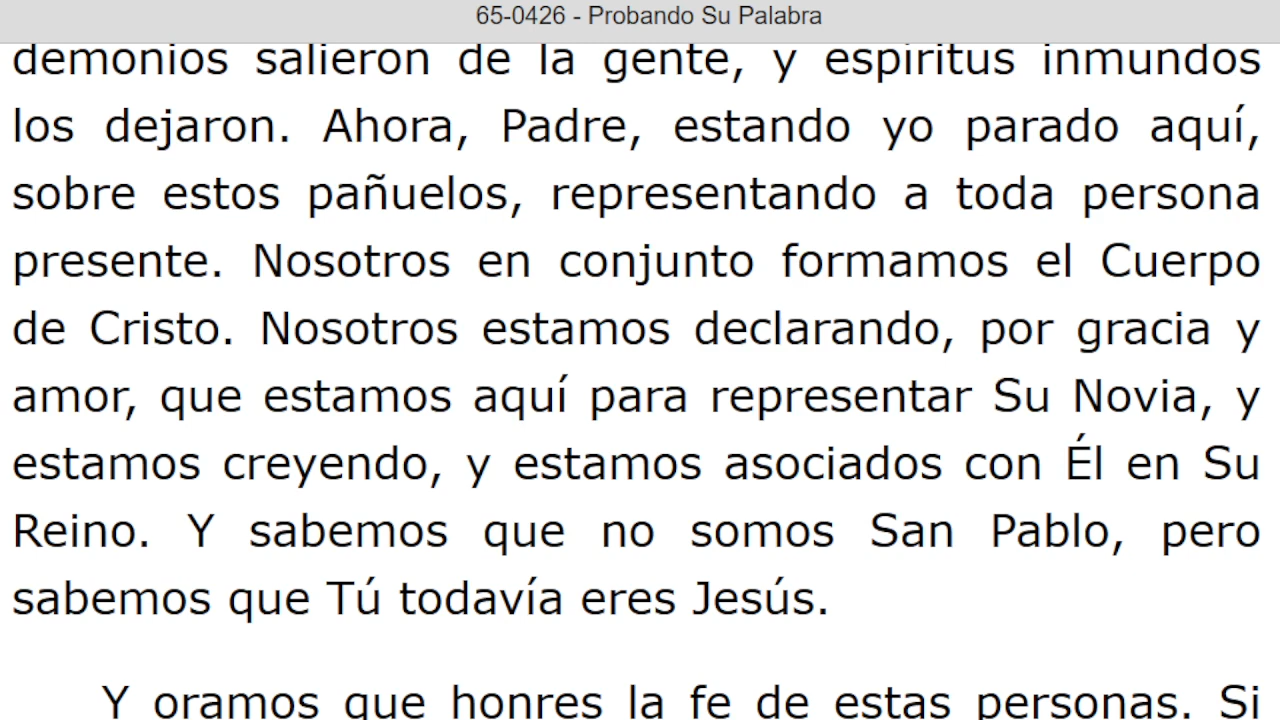 65-0426 - Probando Su Palabra
demonios salieron de la gente, y espíritus inmundos
los dejaron. Ahora, Padre, estando yo parado aquí,
sobre estos pañuelos, representando a toda persona
presente. Nosotros en conjunto formamos el Cuerpo
de Cristo. Nosotros estamos declarando, por gracia y
amor, que estamos aquí para representar Su Novia, y
estamos creyendo, y estamos asociados con Él en Su
Reino. Y sabemos que no somos San Pablo, pero
sabemos que Tú todavía eres Jesús.
Y oramos que honres la fe de estas personas. Si